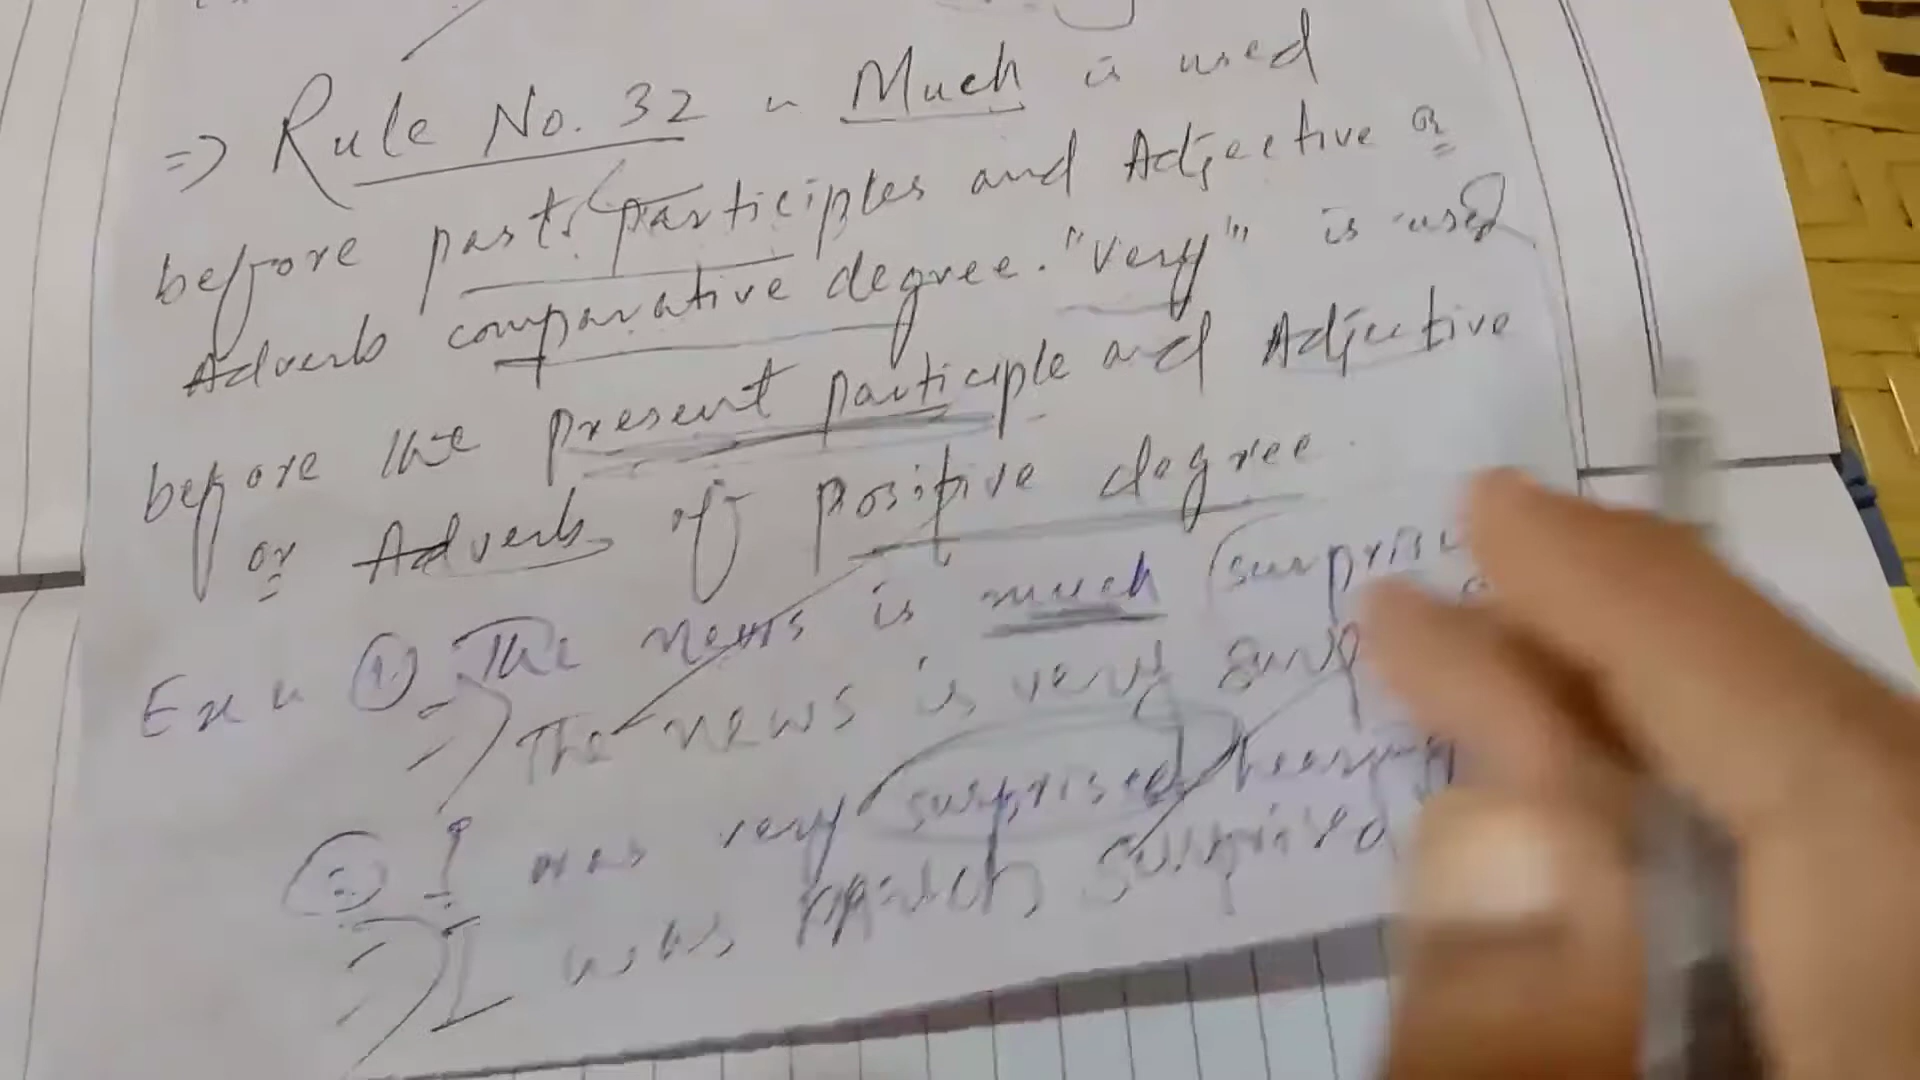 => Rule No. 32 - Much is used
before past participles and Adjective or
Adverb comparative degree. "Very" is used
before the present participle and Adjective
or Adverb of positive degree.
Ex - (1) The news is much
=> The news is very
(2) I was very surprised
=> I was much surprised